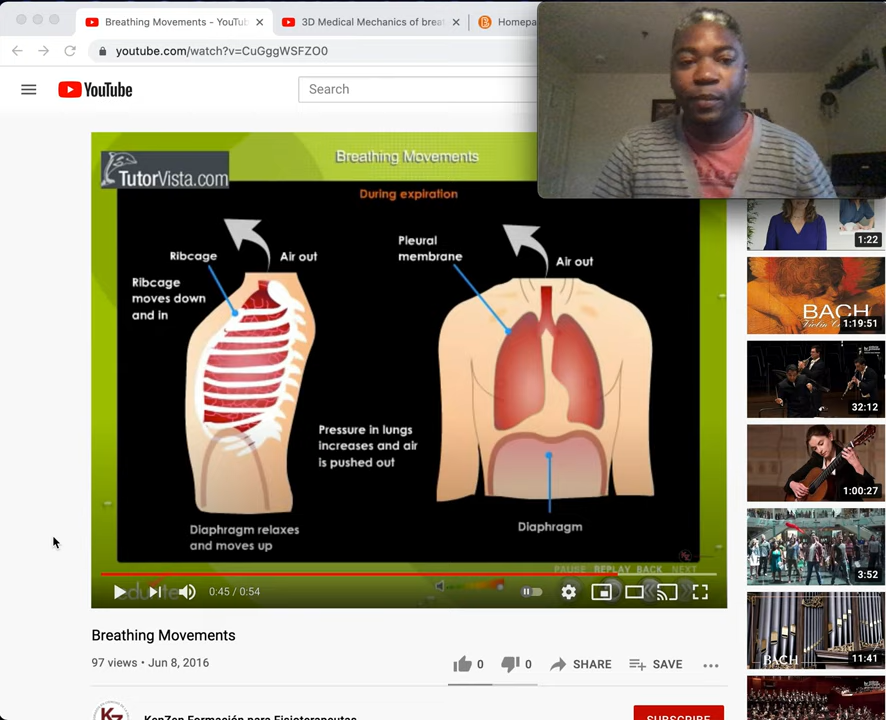 Breathing Movements - YouTu
3D Medical Mechanics of brea
Homepa
youtube.com/watch?v=CuGggWSFZO0
YouTube
Search
TutorVista.com
Breathing Movements
During expiration
Ribcage
Air out
Ribcage
moves down
and in
Pleural
membrane
Air out
Pressure in lungs
increases and air
is pushed out
Diaphragm relaxes
and moves up
Diaphragm
PAUSE REPLAY BACK NEXT
0:45 / 0:54
Breathing Movements
97 views • Jun 8, 2016
0
0
SHARE
SAVE
KenZen Formación para Fisioterapeutas
SUBSCRIBE
1:22
BACH
1:19:51
32:12
1:00:27
3:52
BACH
11:41